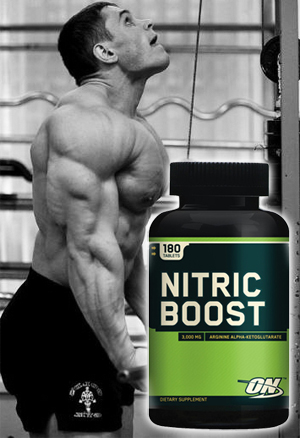 180
TABLETS
NITRIC
BOOST
3,000 MG
ARGININE ALPHA-KETOGLUTARATE
DIETARY SUPPLEMENT
ON